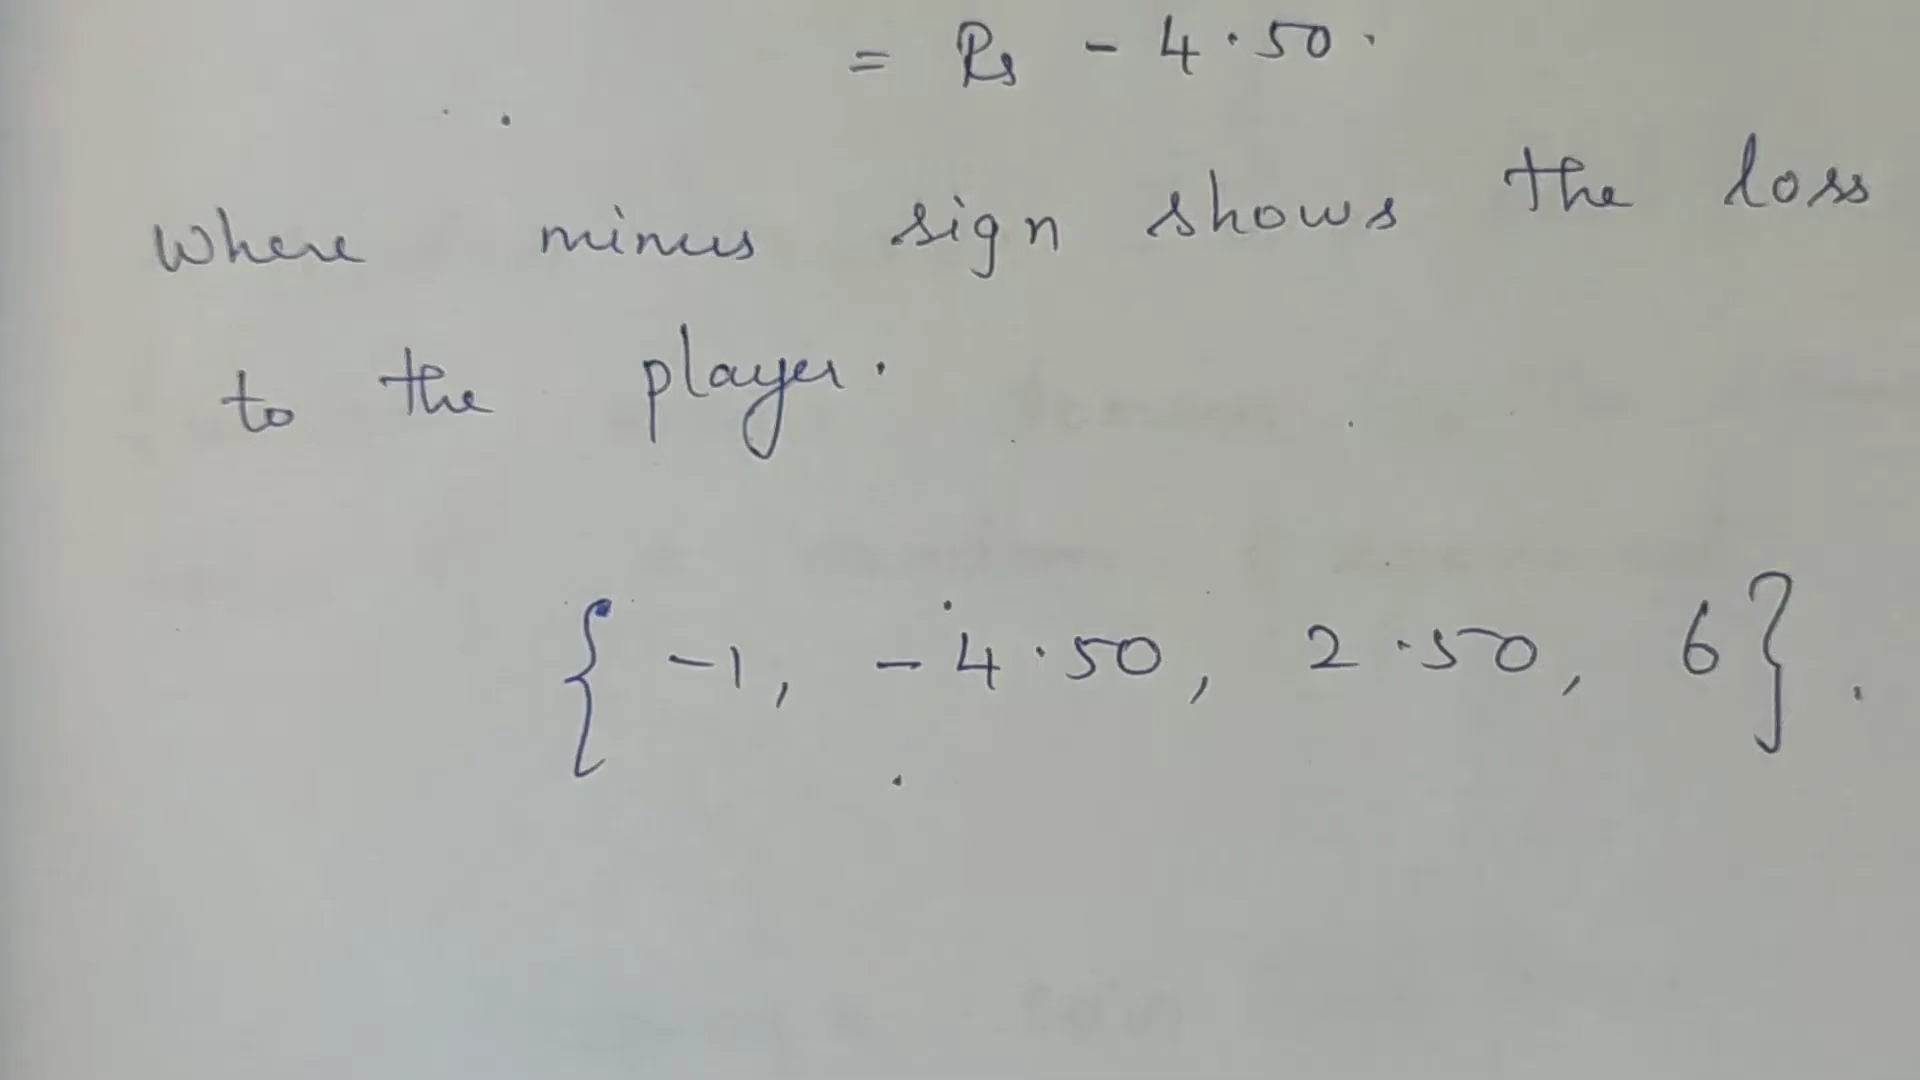 = Rs - 4.50.
Where minus sign shows the loss
to the player.
{ -1, -4.50, 2.50, 6 }.